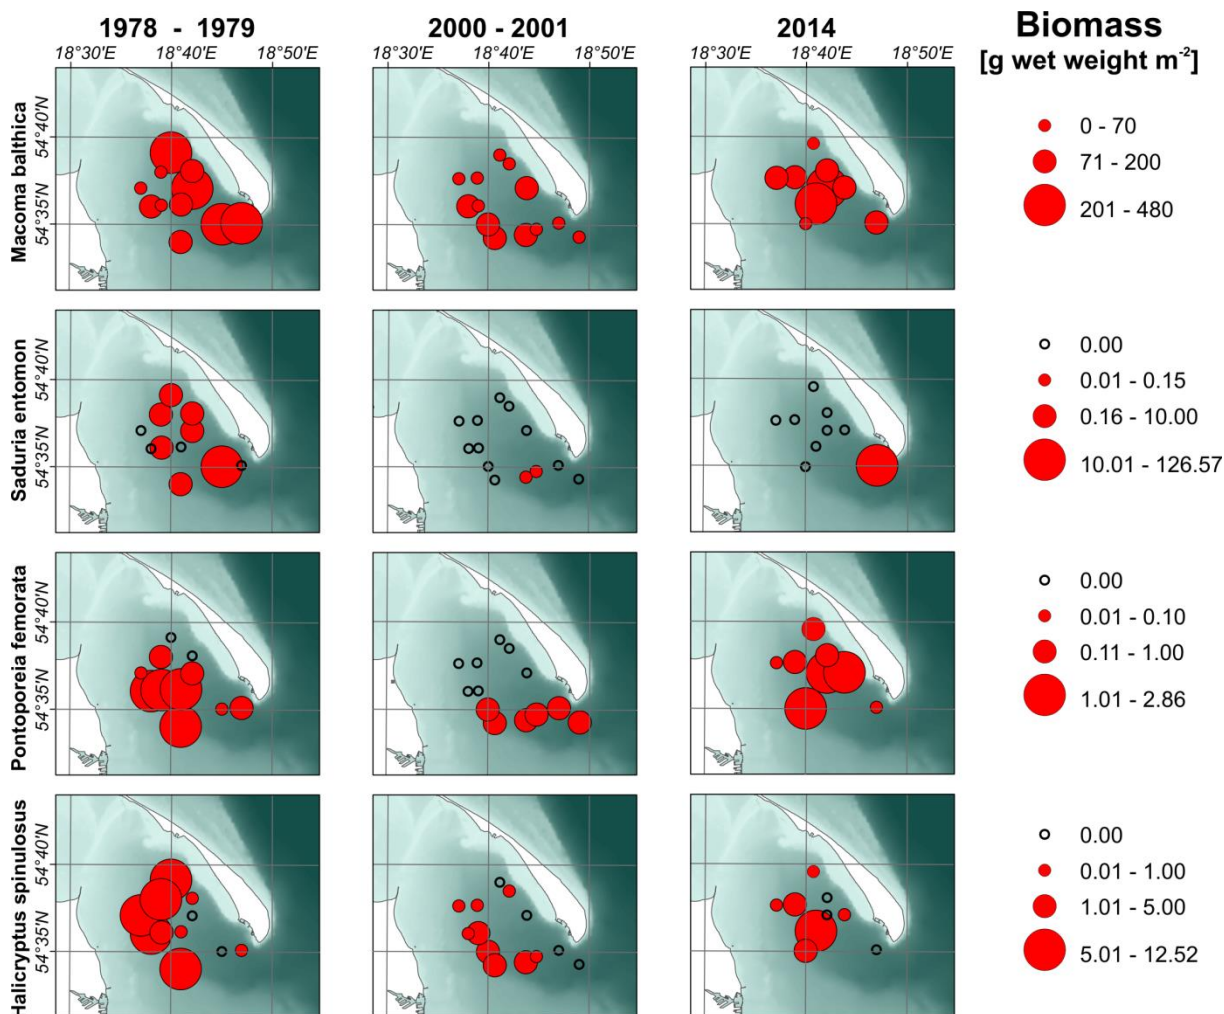 1978 - 1979
2000 - 2001
2014
Biomass
[g wet weight m-2]
18°30'E 18°40'E 18°50'E
18°30'E 18°40'E 18°50'E
18°30'E 18°40'E 18°50'E
Macoma balthica
54°40'N
54°35'N
0 - 70
71 - 200
201 - 480
Saduria entomon
54°40'N
54°35'N
0.00
0.01 - 0.15
0.16 - 10.00
10.01 - 126.57
Pontoporeia femorata
54°40'N
54°35'N
0.00
0.01 - 0.10
0.11 - 1.00
1.01 - 2.86
Halicryptus spinulosus
54°40'N
54°35'N
0.00
0.01 - 1.00
1.01 - 5.00
5.01 - 12.52